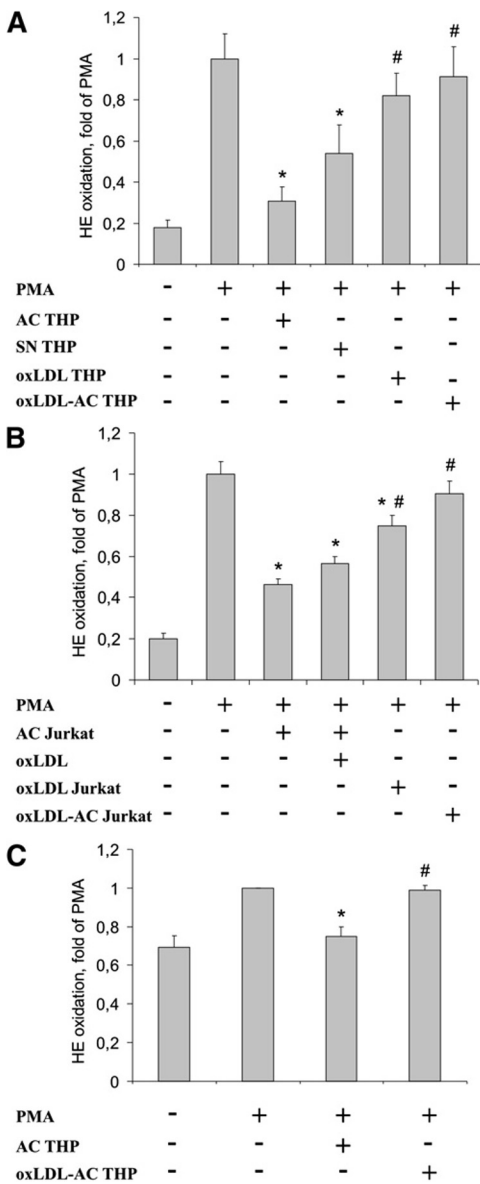 A
HE oxidation, fold of PMA
1,2
1
0,8
0,6
0,4
0,2
0
*
*
#
#
PMA - + + + + +
AC THP - - + - - -
SN THP - - - + - -
oxLDL THP - - - - + -
oxLDL-AC THP - - - - - +
B
HE oxidation, fold of PMA
1,2
1
0,8
0,6
0,4
0,2
0
*
*
* #
#
PMA - + + + + +
AC Jurkat - - + + - -
oxLDL - - - + - -
oxLDL Jurkat - - - - + -
oxLDL-AC Jurkat - - - - - +
C
HE oxidation, fold of PMA
1,2
1
0,8
0,6
0,4
0,2
0
*
#
PMA - + + +
AC THP - - + -
oxLDL-AC THP - - - +